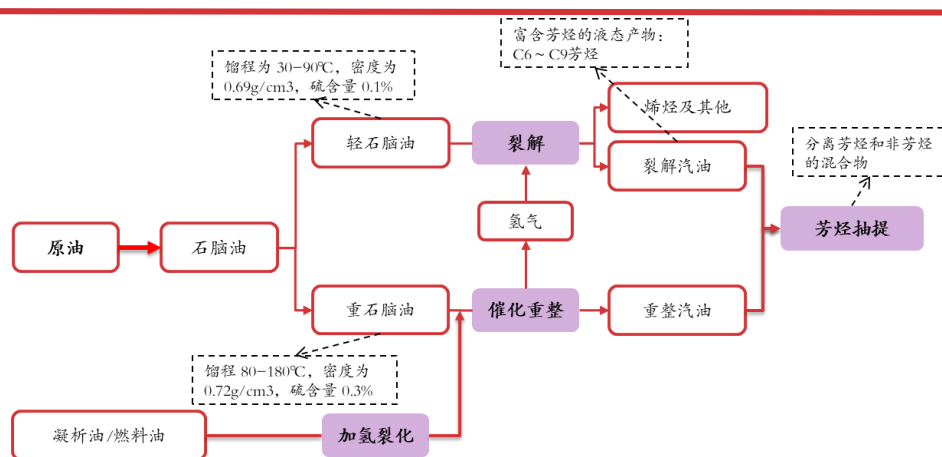 富含芳烃的液态产物：
C6～C9芳烃
馏程为 30-90℃，密度为
0.69g/cm3，硫含量 0.1%
烯烃及其他
轻石脑油
裂解
裂解汽油
分离芳烃和非芳烃
的混合物
氢气
原油
石脑油
芳烃抽提
重石脑油
催化重整
重整汽油
馏程 80-180℃，密度为
0.72g/cm3，硫含量 0.3%
凝析油/燃料油
加氢裂化